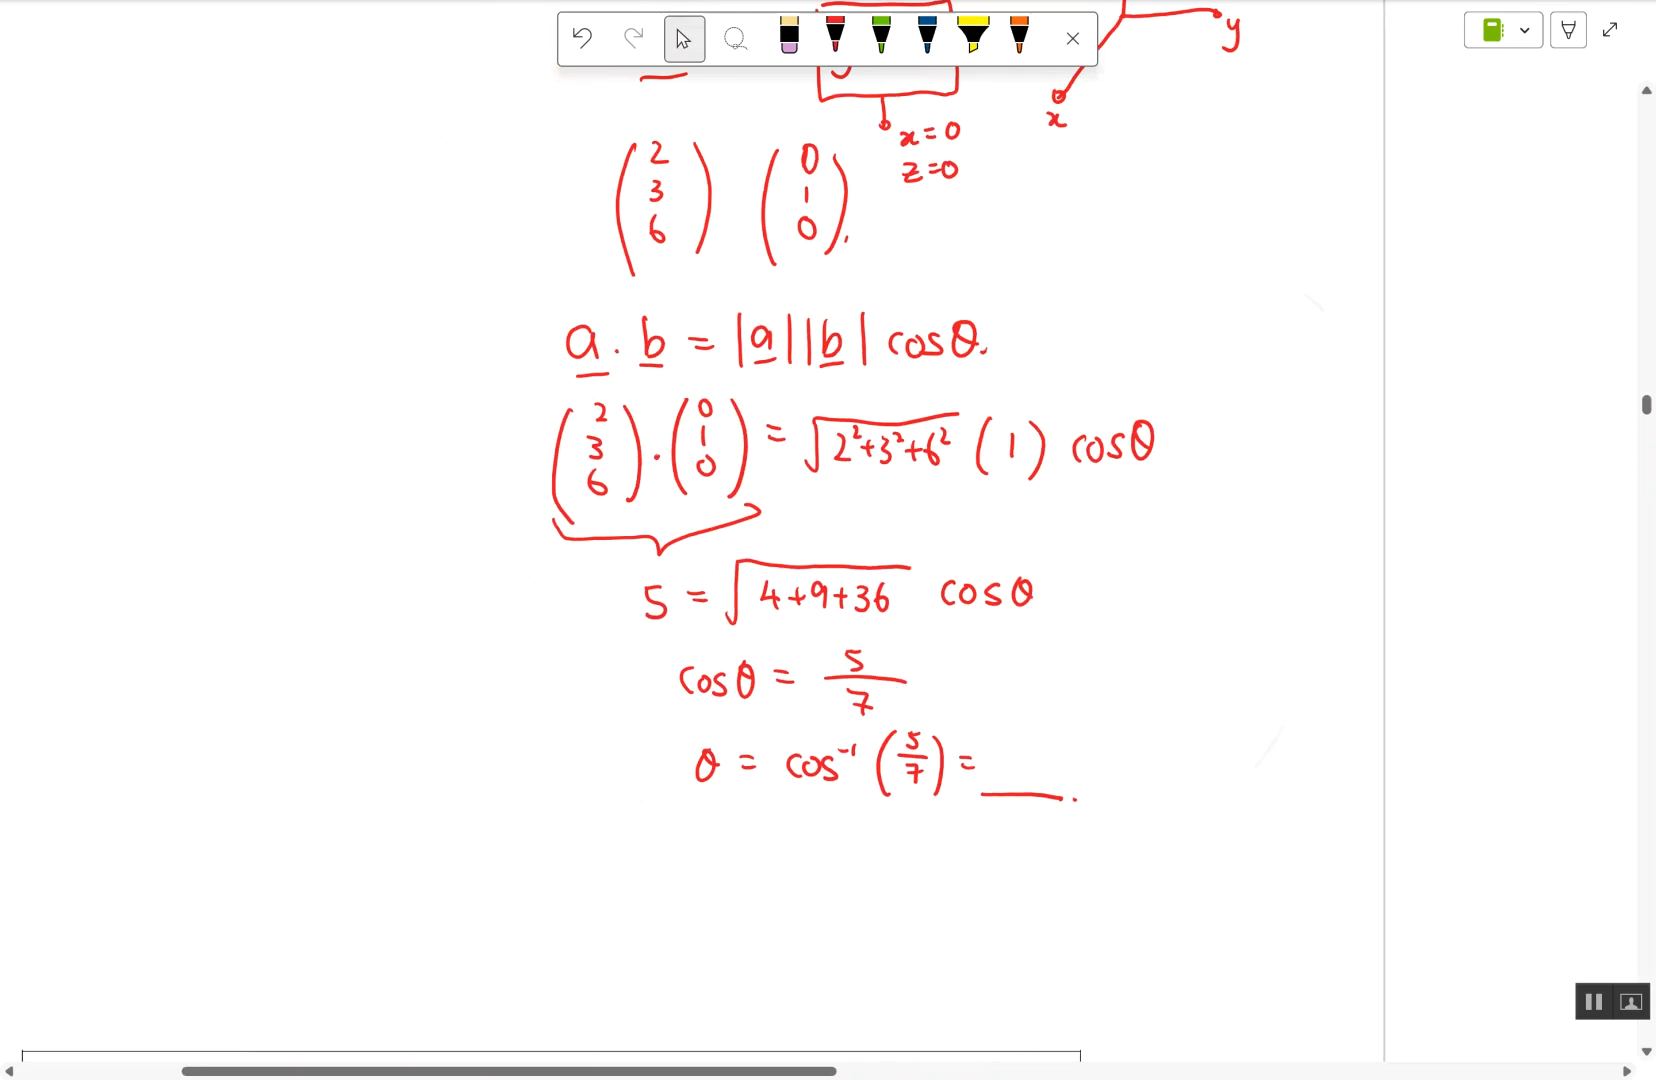 y
x
x=0
z=0
(2 3 6) (0 1 0).
a . b = |a||b| cosθ.
(2 3 6) . (0 1 0) = √2²+3²+6² (1) cosθ
5 = √4+9+36 cosθ
cosθ = 5/7
θ = cos⁻¹ (5/7) = ____.